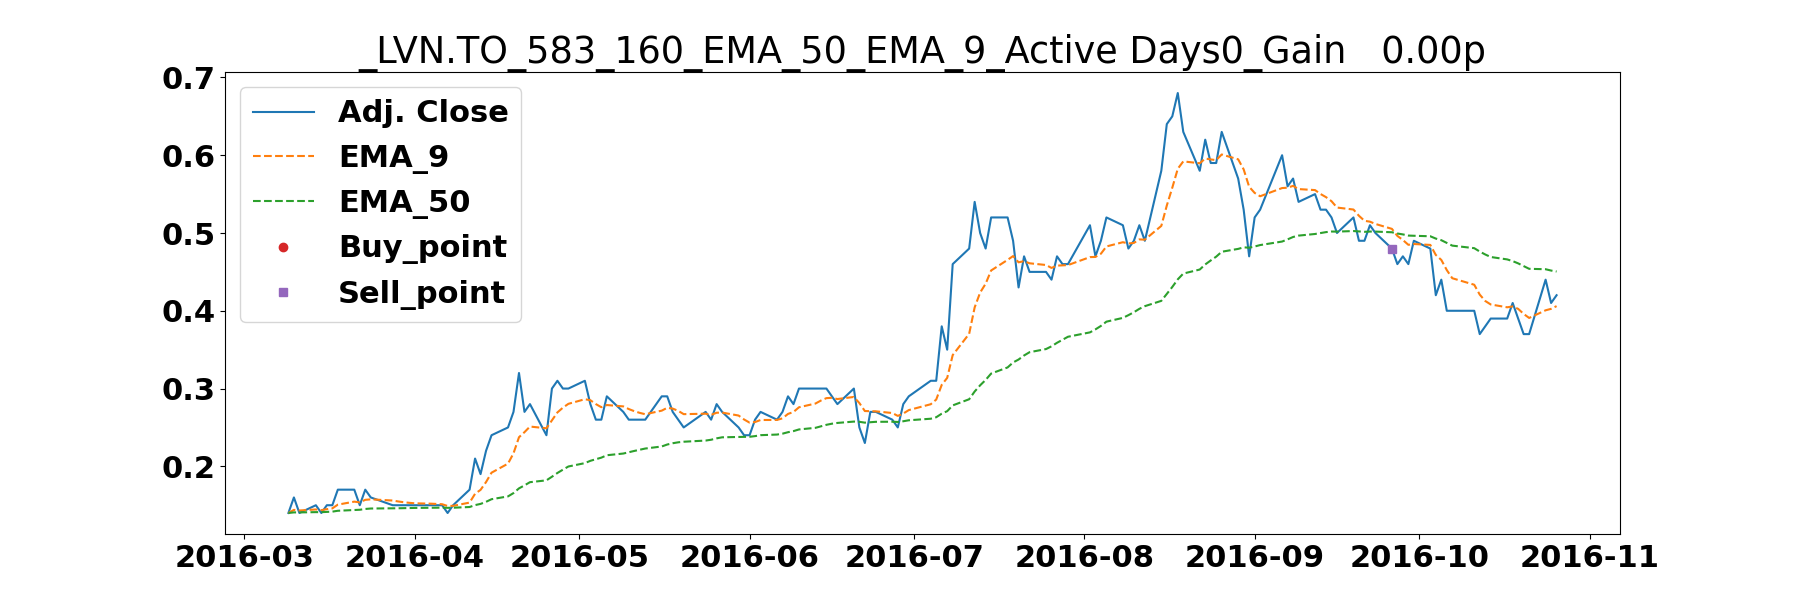 _LVN.TO_583_160_EMA_50_EMA_9_Active Days0_Gain   0.00p
0.7
0.6
0.5
0.4
0.3
0.2
Adj. Close
EMA_9
EMA_50
Buy_point
Sell_point
2016-03 2016-04 2016-05 2016-06 2016-07 2016-08 2016-09 2016-10 2016-11